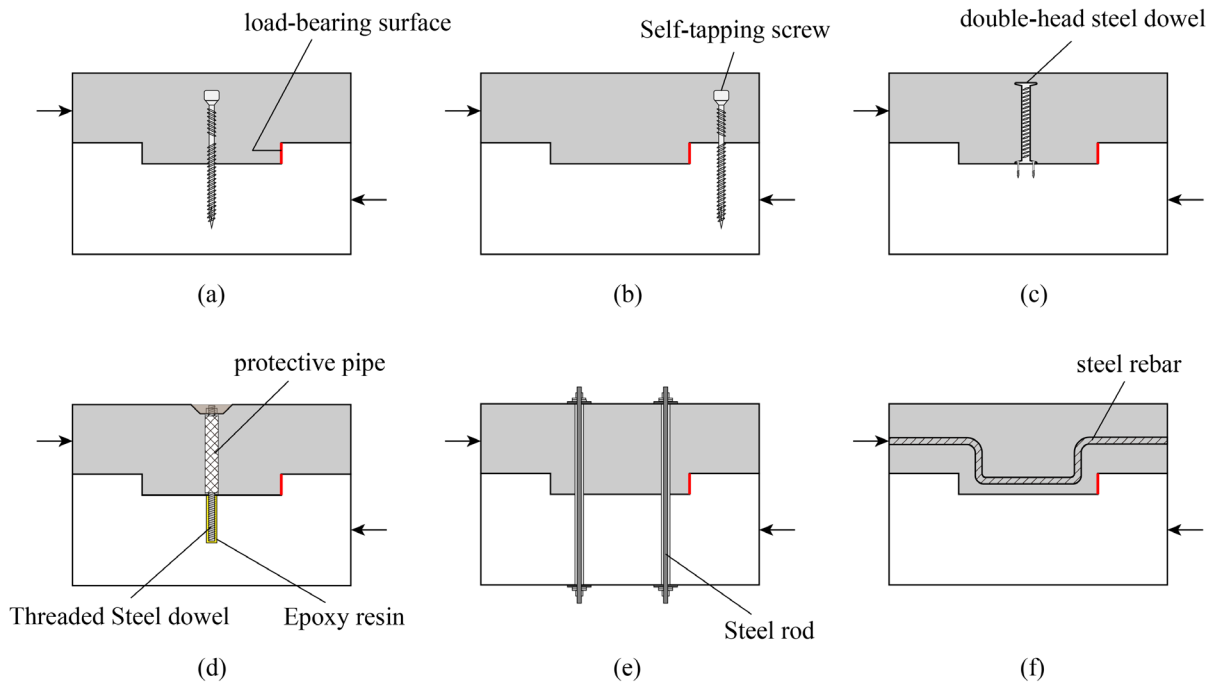 load-bearing surface
Self-tapping screw
double-head steel dowel
(a)
(b)
(c)
protective pipe
steel rebar
Threaded Steel dowel
Epoxy resin
Steel rod
(d)
(e)
(f)